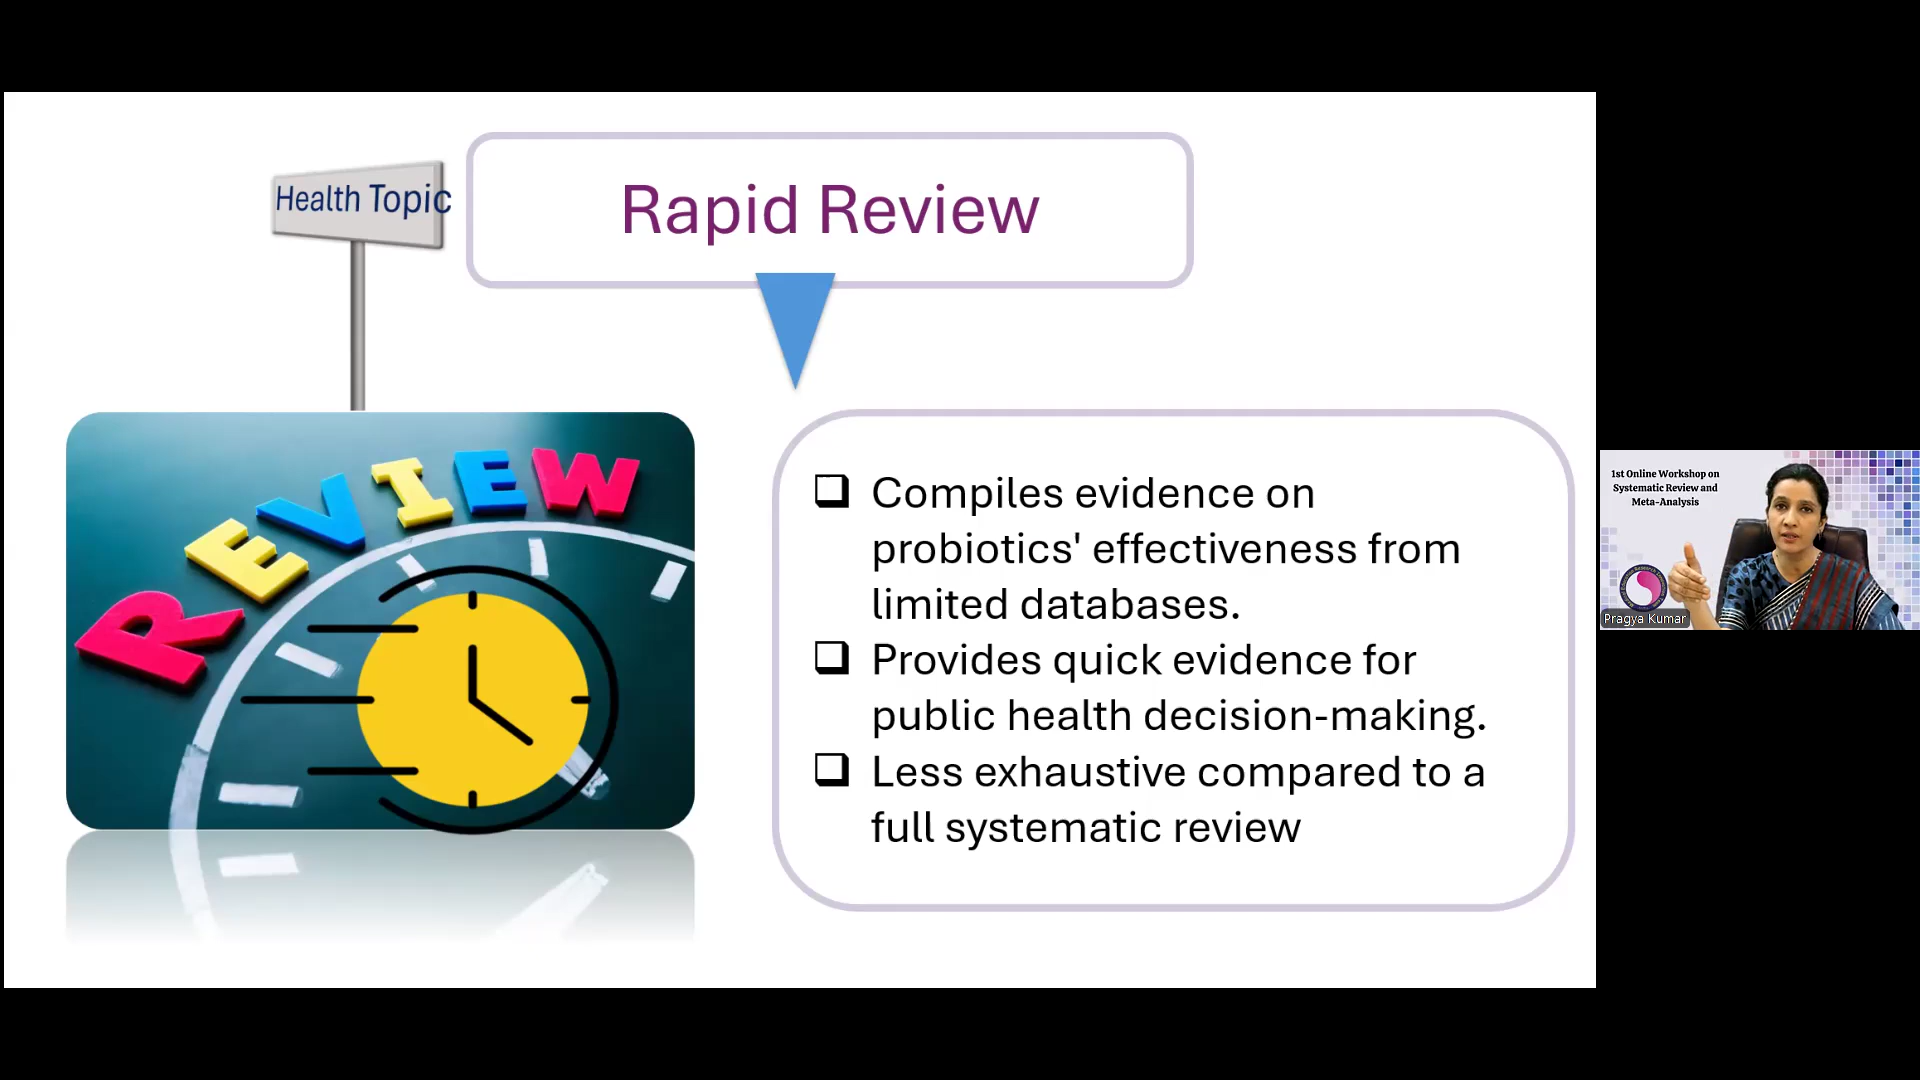 Health Topic
Rapid Review
REVIEW
Compiles evidence on
probiotics' effectiveness from
limited databases.
Provides quick evidence for
public health decision-making.
Less exhaustive compared to a
full systematic review
1st Online Workshop on
Systematic Review and
Meta-Analysis
Pragya Kumar